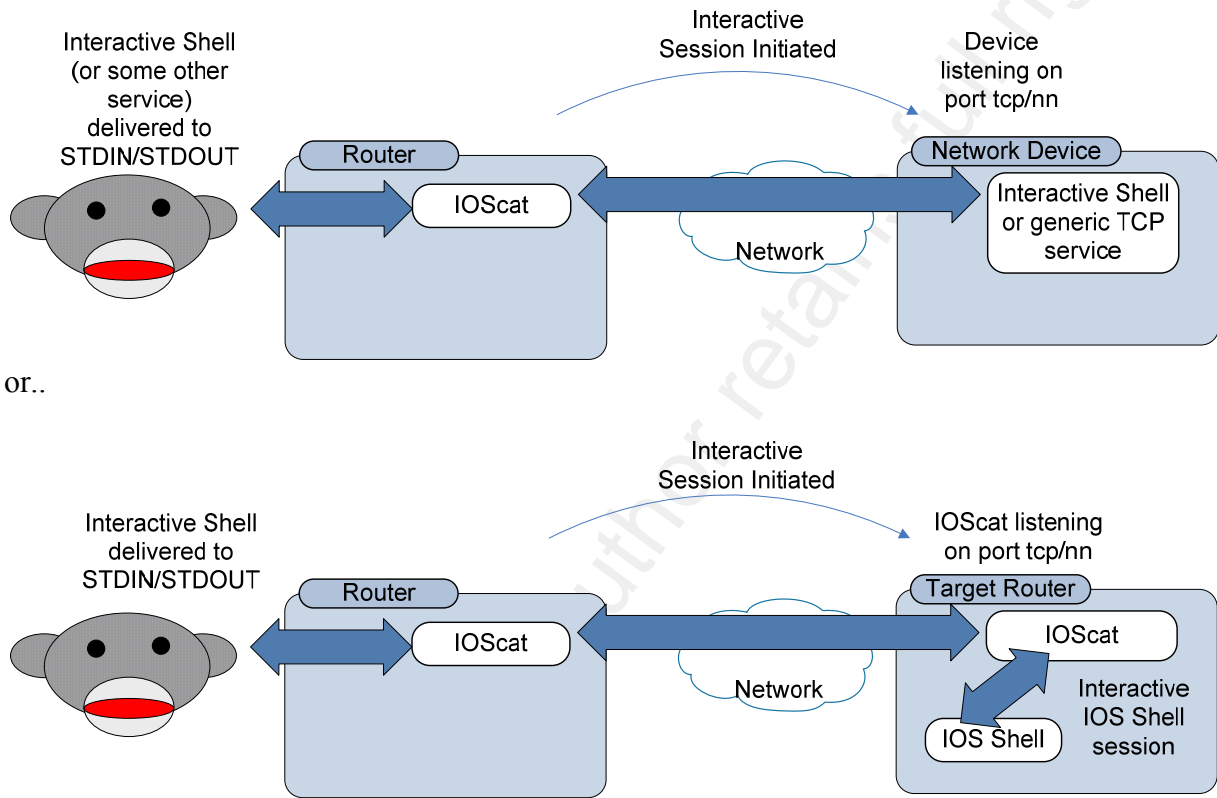 Interactive Shell
(or some other
service)
delivered to
STDIN/STDOUT
Interactive
Session Initiated
Device
listening on
port tcp/nn
Router
IOScat
Network
Network Device
Interactive Shell
or generic TCP
service
or..
Interactive Shell
delivered to
STDIN/STDOUT
Interactive
Session Initiated
IOScat listening
on port tcp/nn
Router
IOScat
Network
Target Router
IOScat
Interactive
IOS Shell
session
IOS Shell
author retains full